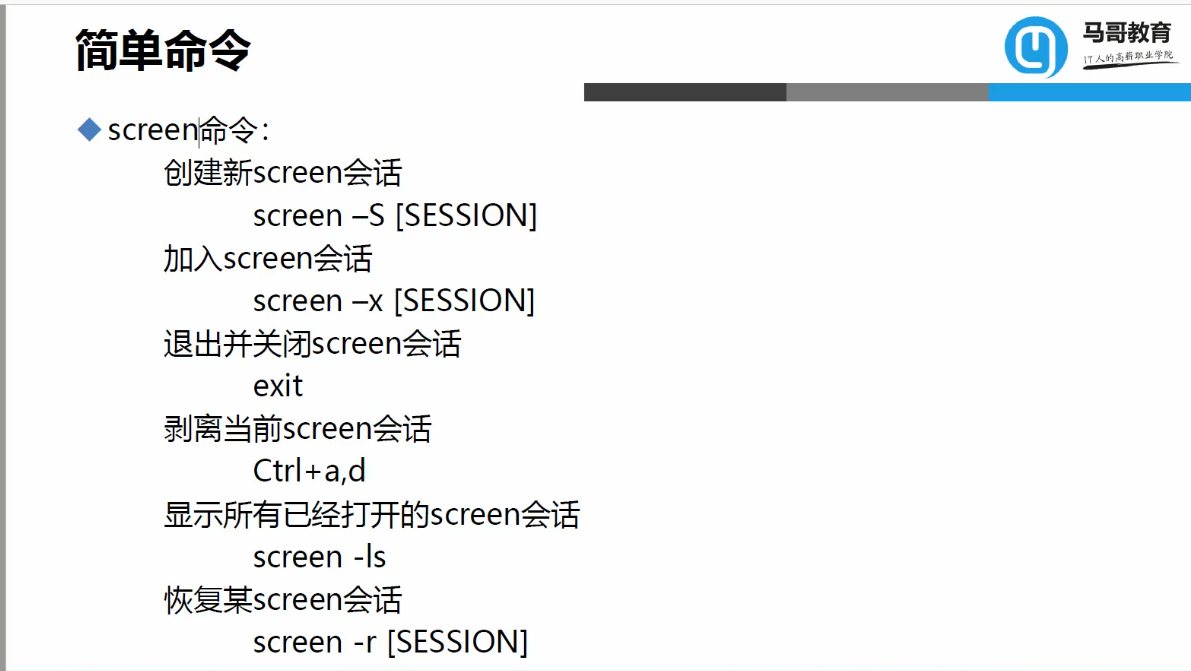 简单命令
马哥教育
IT人的高薪职业学院
screen命令：
创建新screen会话
screen –S [SESSION]
加入screen会话
screen –x [SESSION]
退出并关闭screen会话
exit
剥离当前screen会话
Ctrl+a,d
显示所有已经打开的screen会话
screen -ls
恢复某screen会话
screen -r [SESSION]